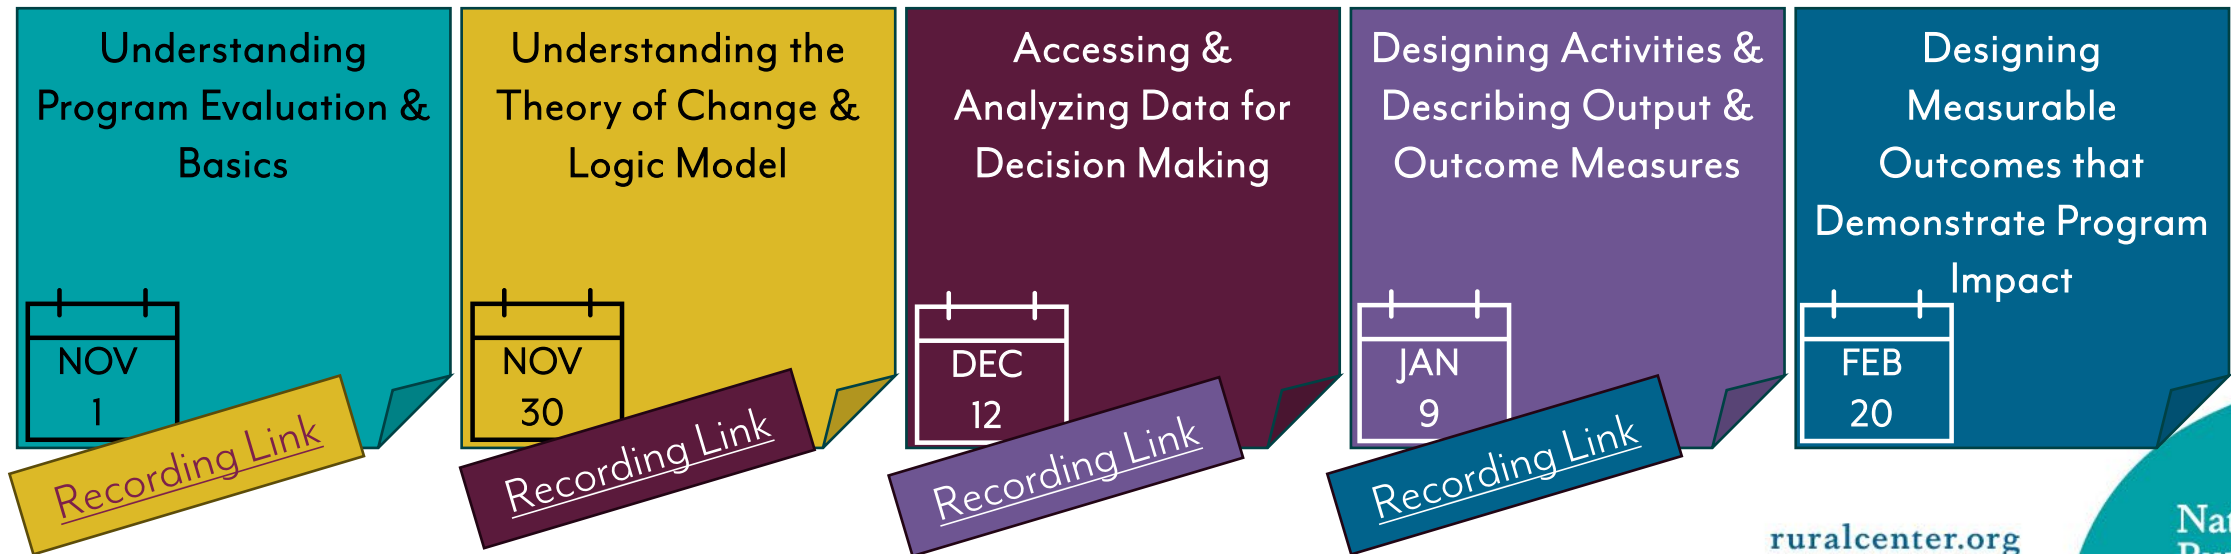 Understanding
Program Evaluation &
Basics
NOV
1
Recording Link
Understanding the
Theory of Change &
Logic Model
NOV
30
Recording Link
Accessing &
Analyzing Data for
Decision Making
DEC
12
Recording Link
Designing Activities &
Describing Output &
Outcome Measures
JAN
9
Recording Link
Designing
Measurable
Outcomes that
Demonstrate Program
Impact
FEB
20
ruralcenter.org